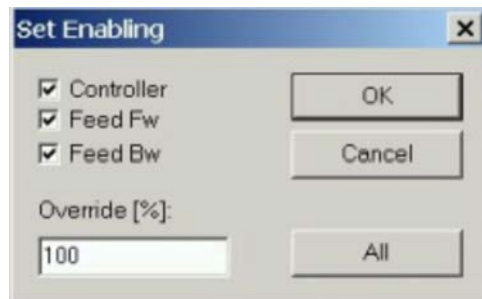 Set Enabling
Controller
Feed Fw
Feed Bw
OK
Cancel
Override [%]:
100
All